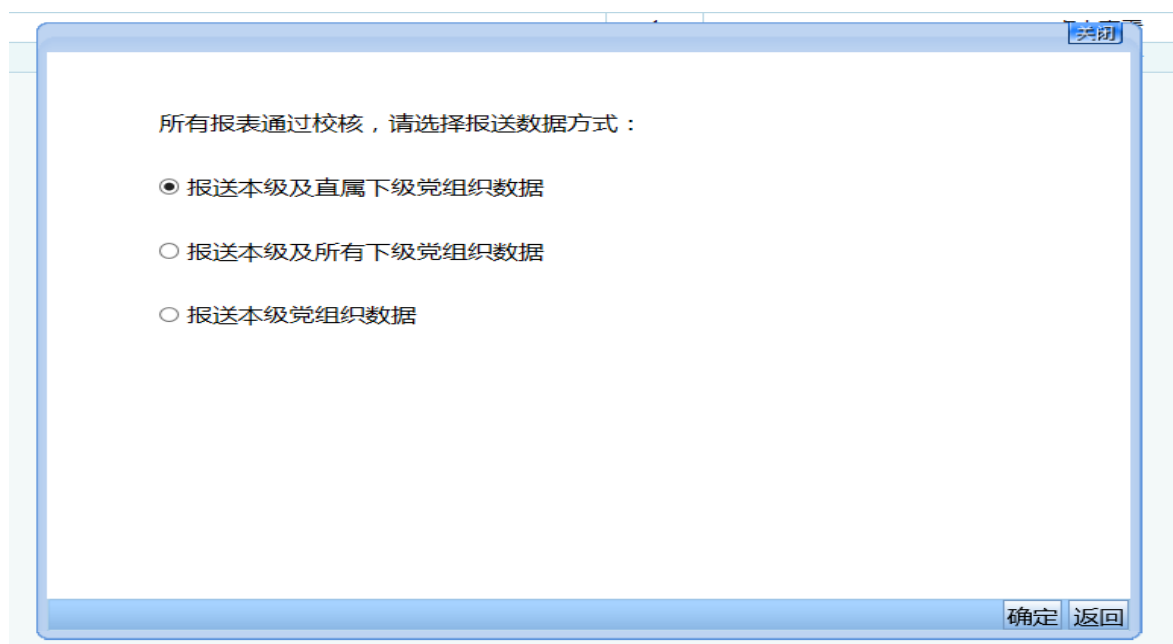 关闭
所有报表通过校核，请选择报送数据方式：
报送本级及直属下级党组织数据
报送本级及所有下级党组织数据
报送本级党组织数据
确定 返回